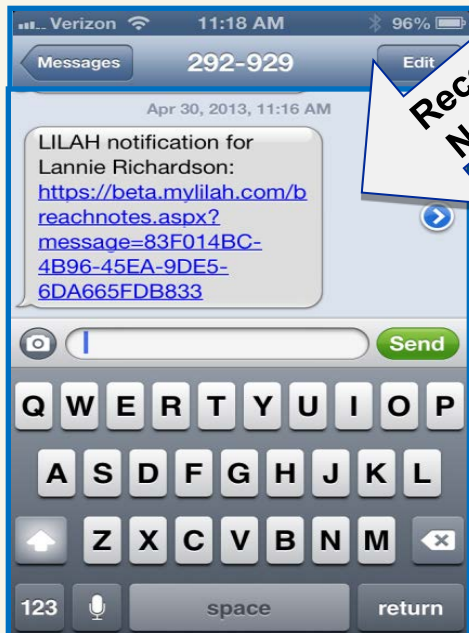 Verizon 11:18 AM 96%
Messages 292-929 Edit
Apr 30, 2013, 11:16 AM
LILAH notification for
Lannie Richardson:
https://beta.mylilah.com/b
reachnotes.aspx?
message=83F014BC-
4B96-45EA-9DE5-
6DA665FDB833
Send
Q W E R T Y U I O P
A S D F G H J K L
Z X C V B N M
123 space return